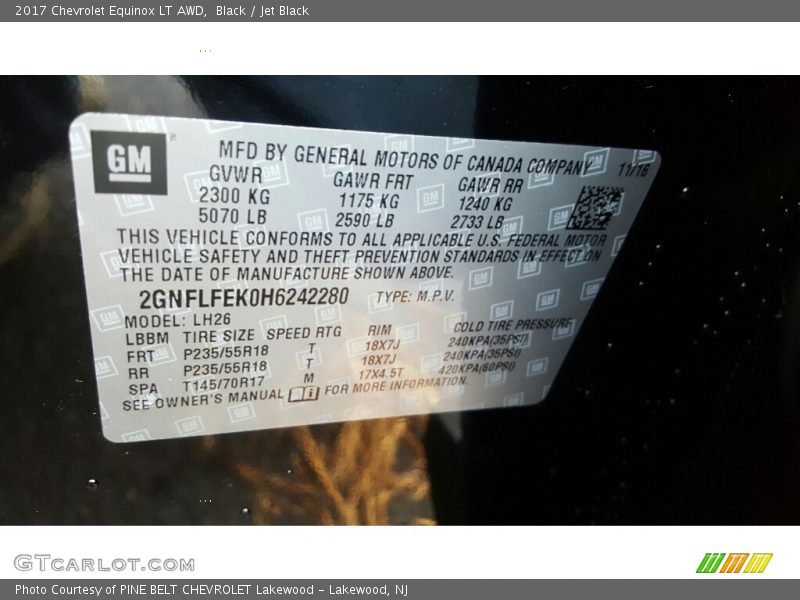 2017 Chevrolet Equinox LT AWD, Black / Jet Black
GM
MFD BY GENERAL MOTORS OF CANADA COMPANY 11/16
GVWR GAWR FRT GAWR RR
2300 KG 1175 KG 1240 KG
5070 LB 2590 LB 2733 LB
THIS VEHICLE CONFORMS TO ALL APPLICABLE U.S. FEDERAL MOTOR
VEHICLE SAFETY AND THEFT PREVENTION STANDARDS IN EFFECT ON
THE DATE OF MANUFACTURE SHOWN ABOVE.
2GNFLFEK0H6242280 TYPE: M.P.V.
MODEL: LH26
LBBM TIRE SIZE SPEED RTG RIM COLD TIRE PRESSURE
FRT P235/55R18 T 18X7J 240KPA(35PSI)
RR P235/55R18 T 18X7J 240KPA(35PSI)
SPA T145/70R17 M 17X4.5T 420KPA(60PSI)
SEE OWNER'S MANUAL i FOR MORE INFORMATION.
GTCARLOT.COM
Photo Courtesy of PINE BELT CHEVROLET Lakewood - Lakewood, NJ